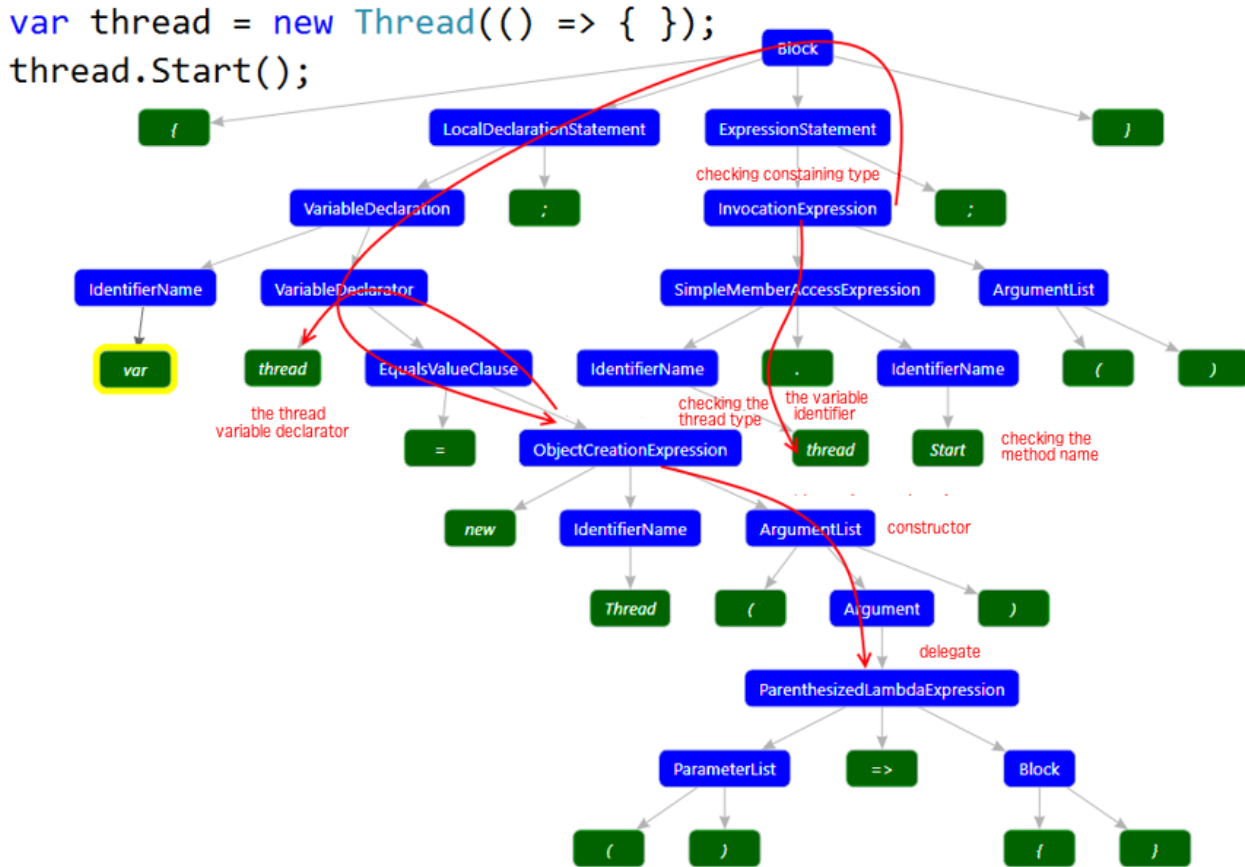 var thread = new Thread(() => { });
thread.Start();
Block
{
LocalDeclarationStatement
ExpressionStatement
}
checking constaining type
VariableDeclaration
;
InvocationExpression
;
IdentifierName
VariableDeclarator
SimpleMemberAccessExpression
ArgumentList
var
thread
EqualsValueClause
IdentifierName
.
IdentifierName
(
)
the thread
variable declarator
checking the
thread type
the variable
identifier
=
ObjectCreationExpression
thread
Start
checking the
method name
new
IdentifierName
ArgumentList
constructor
Thread
(
Argument
)
delegate
ParenthesizedLambdaExpression
ParameterList
=>
Block
(
)
{
}